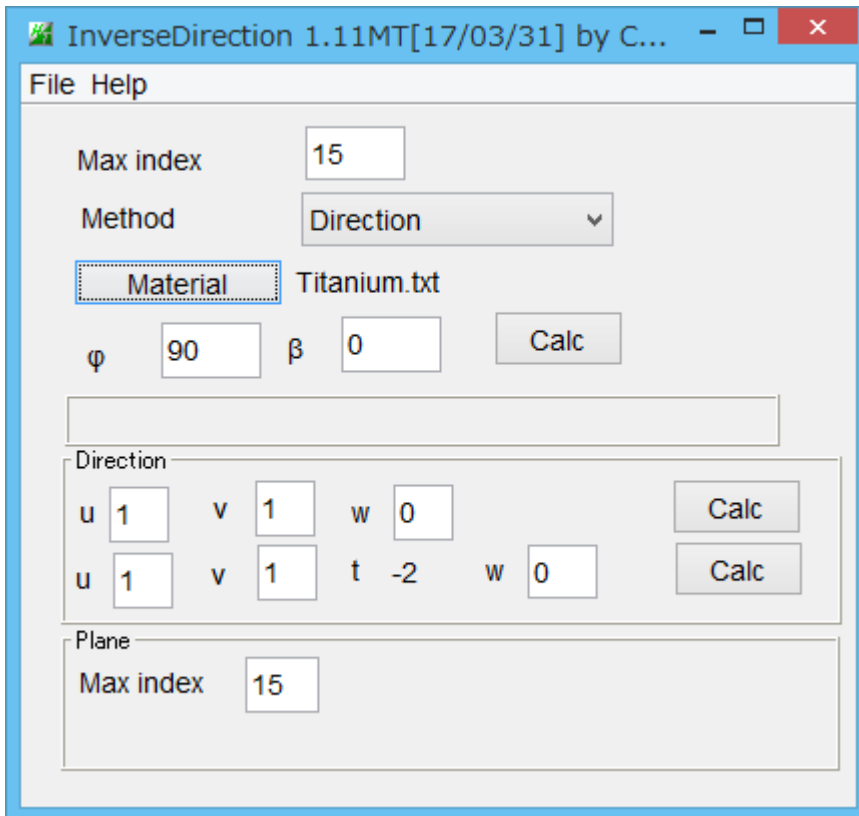 InverseDirection 1.11MT[17/03/31] by C...
File Help
Max index 15
Method Direction
Material Titanium.txt
φ 90 β 0 Calc
Direction
u 1 v 1 w 0 Calc
u 1 v 1 t -2 w 0 Calc
Plane
Max index 15